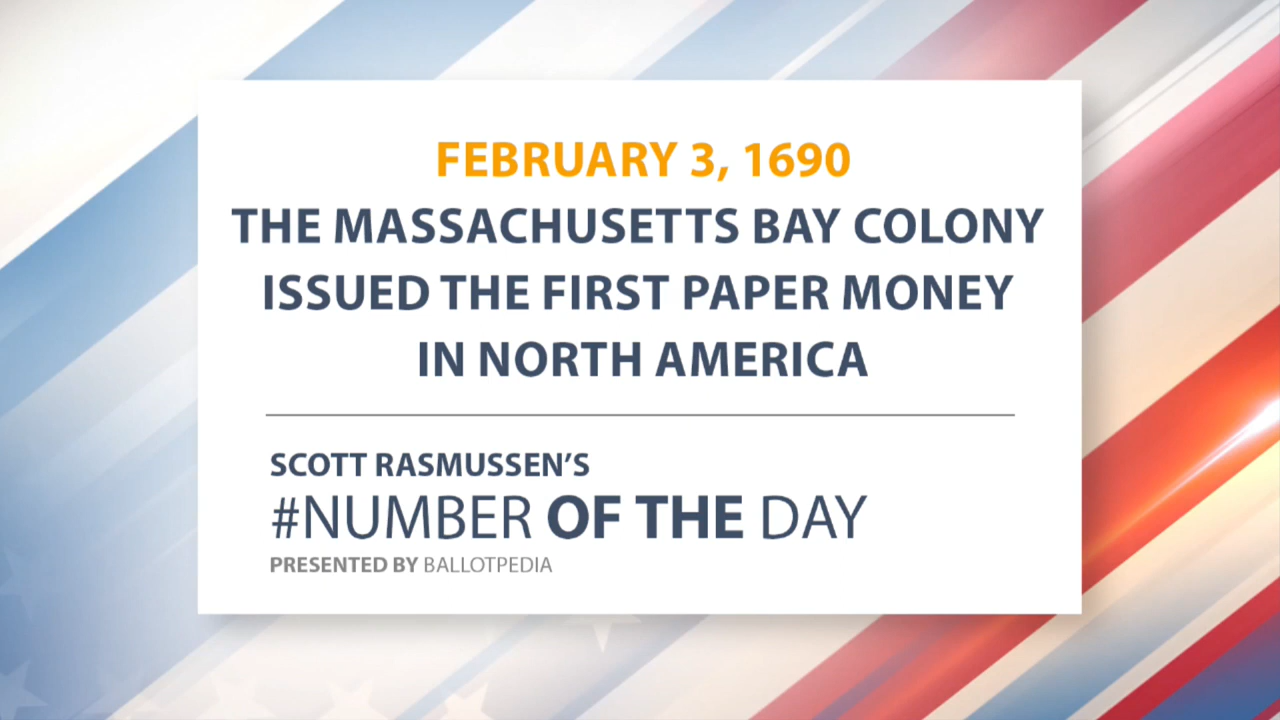 FEBRUARY 3, 1690
THE MASSACHUSETTS BAY COLONY
ISSUED THE FIRST PAPER MONEY
IN NORTH AMERICA
SCOTT RASMUSSEN’S
#NUMBER OF THE DAY
PRESENTED BY BALLOTPEDIA